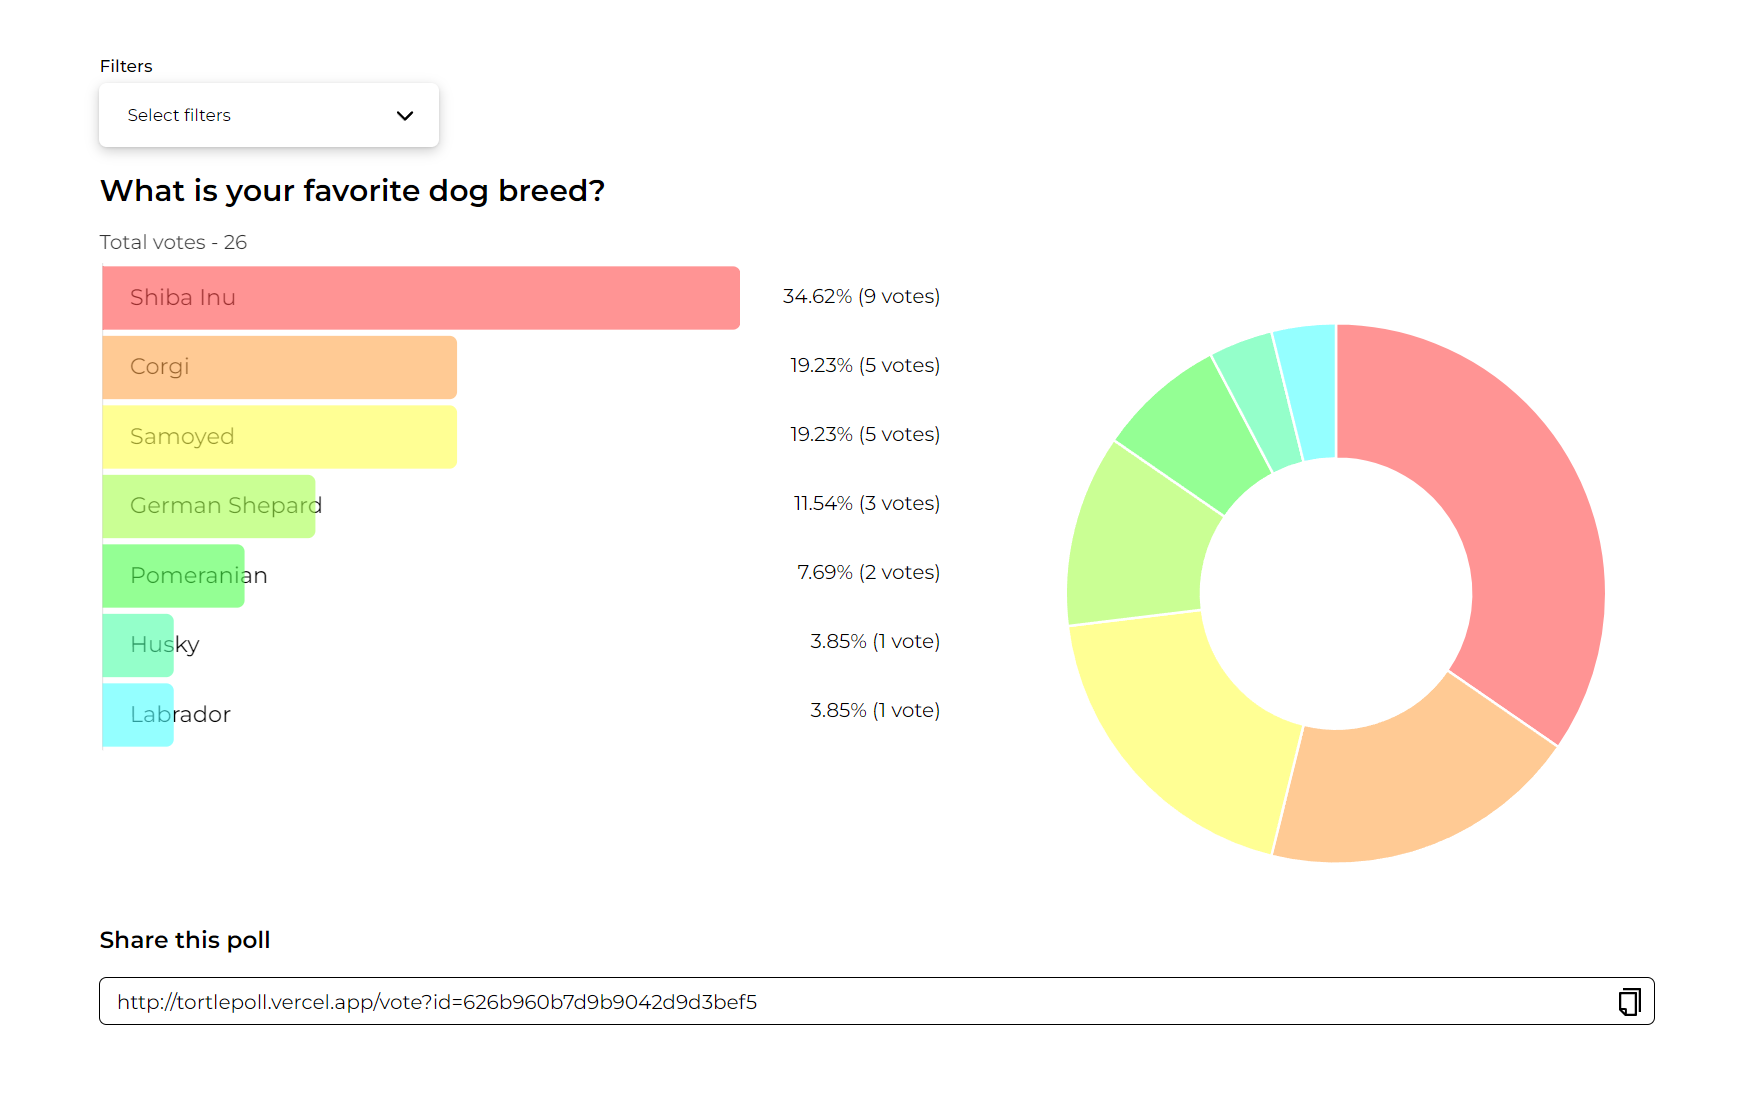 Filters
Select filters
What is your favorite dog breed?
Total votes - 26
Shiba Inu 34.62% (9 votes)
Corgi 19.23% (5 votes)
Samoyed 19.23% (5 votes)
German Shepard 11.54% (3 votes)
Pomeranian 7.69% (2 votes)
Husky 3.85% (1 vote)
Labrador 3.85% (1 vote)
Share this poll
http://tortlepoll.vercel.app/vote?id=626b960b7d9b9042d9d3bef5